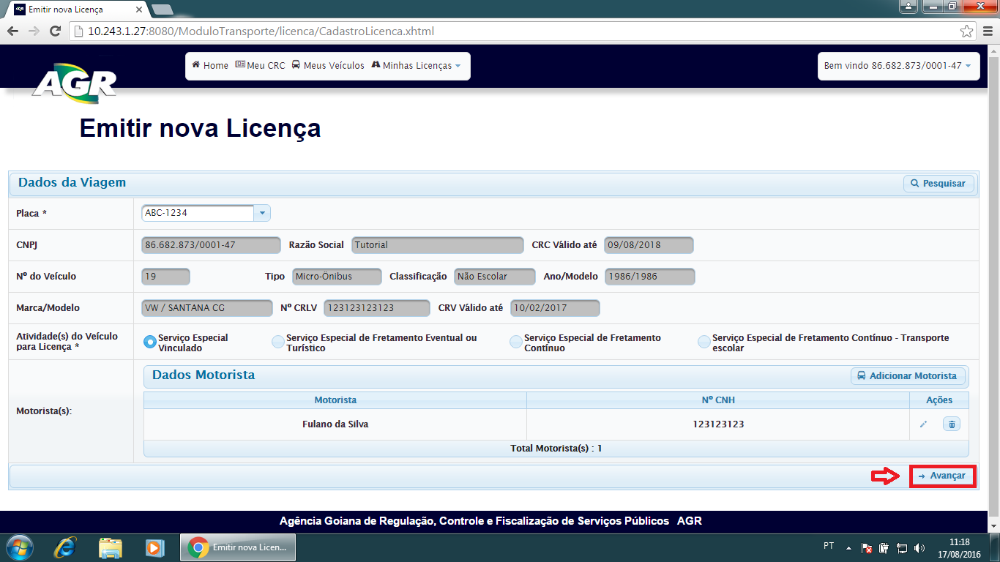 AGR Emitir nova Licença
10.243.1.27:8080/ModuloTransporte/licenca/CadastroLicenca.xhtml
AGR
Home Meu CRC Meus Veículos Minhas Licenças
Bem vindo 86.682.873/0001-47
Emitir nova Licença
Dados da Viagem
Pesquisar
Placa * ABC-1234
CNPJ 86.682.873/0001-47 Razão Social Tutorial CRC Válido até 09/08/2018
Nº do Veículo 19 Tipo Micro-Ônibus Classificação Não Escolar Ano/Modelo 1986/1986
Marca/Modelo VW / SANTANA CG Nº CRLV 123123123123 CRV Válido até 10/02/2017
Atividade(s) do Veículo
para Licença *
Serviço Especial
Vinculado
Serviço Especial de Fretamento Eventual ou
Turístico
Serviço Especial de Fretamento
Contínuo
Serviço Especial de Fretamento Contínuo - Transporte
escolar
Motorista(s):
Dados Motorista
Adicionar Motorista
Motorista Nº CNH Ações
Fulano da Silva 123123123
Total Motorista(s) : 1
Avançar
Agência Goiana de Regulação, Controle e Fiscalização de Serviços Públicos AGR
Emitir nova Licen...
PT
11:18
17/08/2016